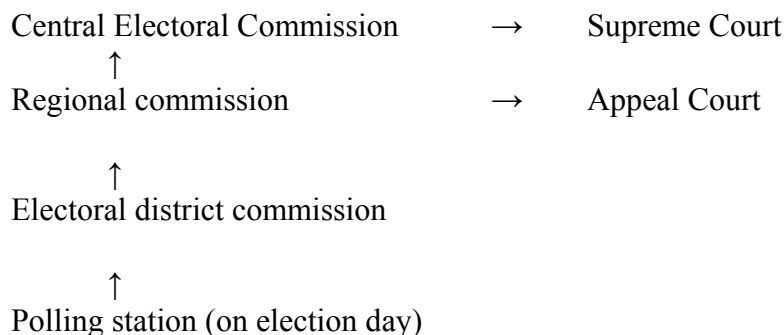 Central Electoral Commission → Supreme Court
↑
Regional commission → Appeal Court
↑
Electoral district commission
↑
Polling station (on election day)